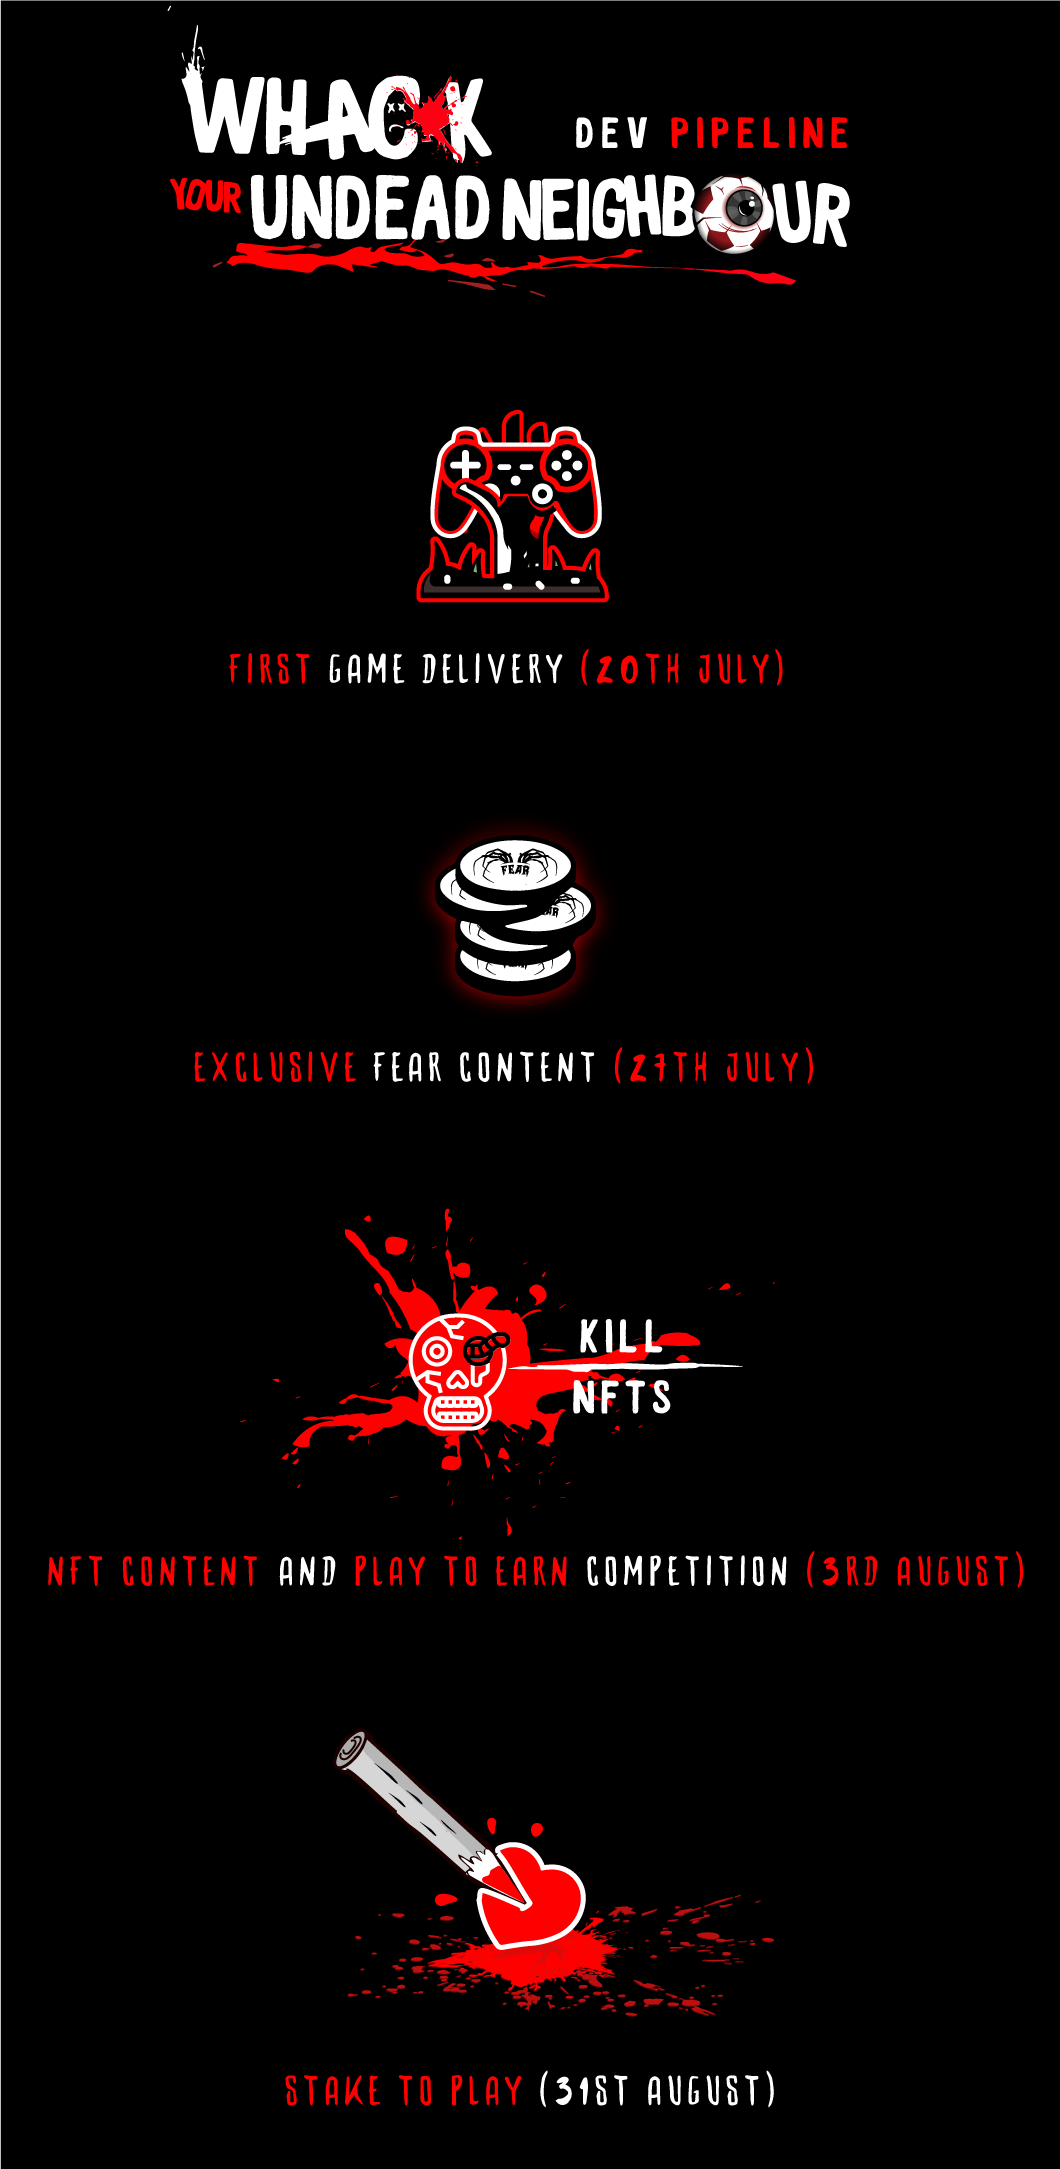 WHACK
DEV PIPELINE
YOUR UNDEAD NEIGHBOUR
FIRST GAME DELIVERY (20TH JULY)
FEAR
EXCLUSIVE FEAR CONTENT (27TH JULY)
KILL
NFTS
NFT CONTENT AND PLAY TO EARN COMPETITION (3RD AUGUST)
STAKE TO PLAY (31ST AUGUST)